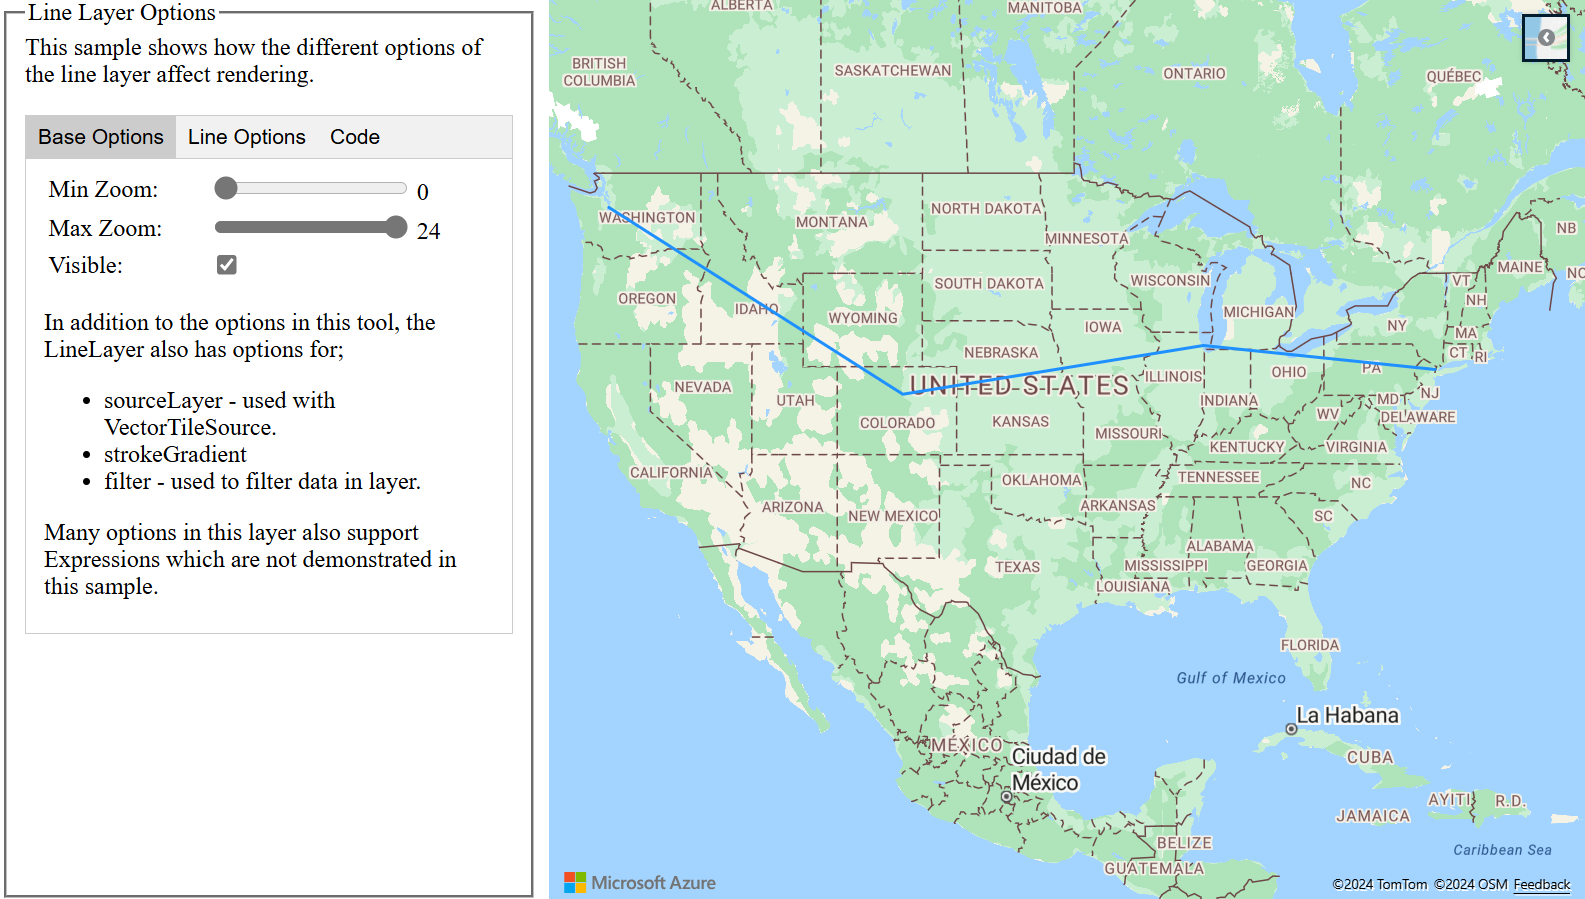 Line Layer Options
This sample shows how the different options of
the line layer affect rendering.
Base Options
Line Options
Code
Min Zoom:
0
Max Zoom:
24
Visible:
In addition to the options in this tool, the
LineLayer also has options for;
sourceLayer - used with
VectorTileSource.
strokeGradient
filter - used to filter data in layer.
Many options in this layer also support
Expressions which are not demonstrated in
this sample.
ALBERTA
MANITOBA
BRITISH
COLUMBIA
SASKATCHEWAN
ONTARIO
QUÉBEC
WASHINGTON
MONTANA
NORTH DAKOTA
MINNESOTA
NB
MAINE
NO
OREGON
IDAHO
WYOMING
SOUTH DAKOTA
WISCONSIN
MICHIGAN
VT
NH
IOWA
NY
MA
NEBRASKA
CT
RI
NEVADA
UTAH
UNITED STATES
ILLINOIS
OHIO
PA
NJ
COLORADO
KANSAS
INDIANA
MD
WV
DELAWARE
MISSOURI
KENTUCKY
VIRGINIA
CALIFORNIA
OKLAHOMA
TENNESSEE
NC
ARIZONA
NEW MEXICO
ARKANSAS
SC
ALABAMA
TEXAS
MISSISSIPPI
GEORGIA
LOUISIANA
FLORIDA
Gulf of Mexico
La Habana
MÉXICO
Ciudad de
México
CUBA
AYITI
R.D.
JAMAICA
BELIZE
Caribbean Sea
GUATEMALA
Microsoft Azure
©2024 TomTom ©2024 OSM Feedback